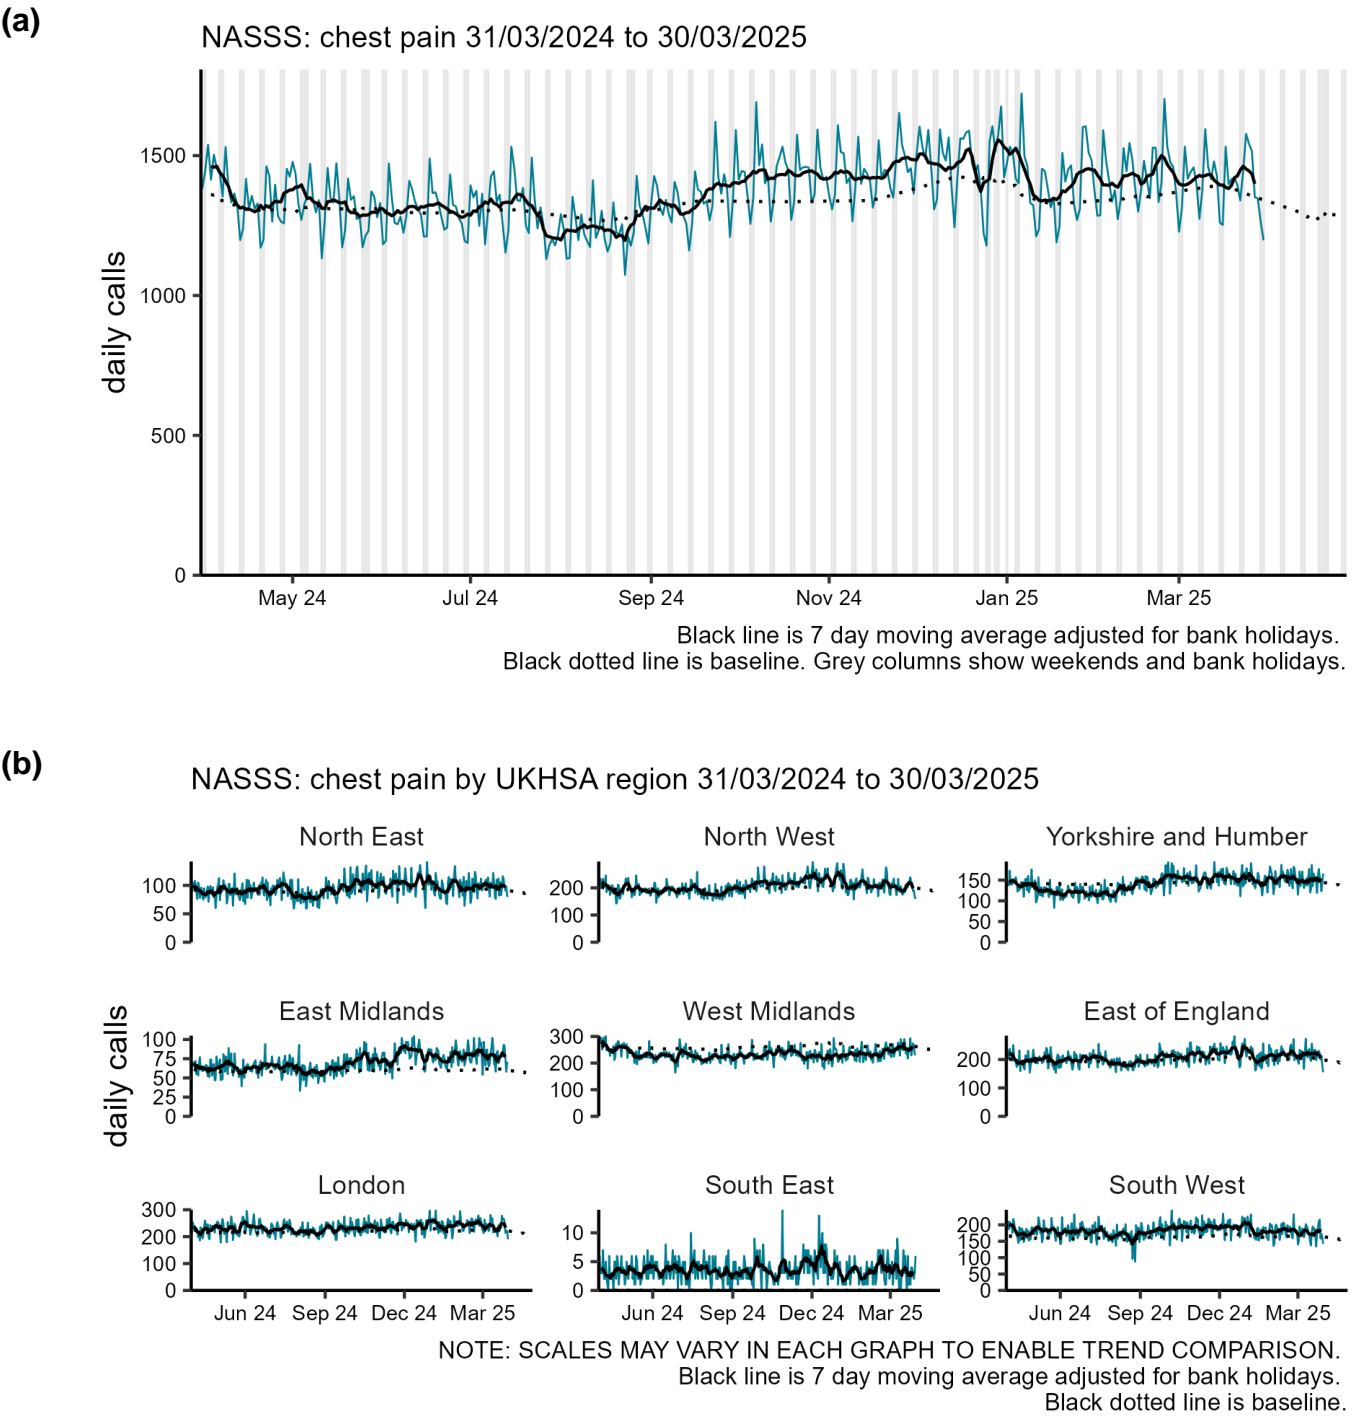 (a)
NASSS: chest pain 31/03/2024 to 30/03/2025
daily calls
1500
1000
500
0
May 24 Jul 24 Sep 24 Nov 24 Jan 25 Mar 25
Black line is 7 day moving average adjusted for bank holidays.
Black dotted line is baseline. Grey columns show weekends and bank holidays.
(b)
NASSS: chest pain by UKHSA region 31/03/2024 to 30/03/2025
daily calls
North East
100
50
0
North West
200
100
0
Yorkshire and Humber
150
100
50
0
East Midlands
100
75
50
25
0
West Midlands
300
200
100
0
East of England
200
100
0
London
300
200
100
0
Jun 24 Sep 24 Dec 24 Mar 25
South East
10
5
0
Jun 24 Sep 24 Dec 24 Mar 25
South West
200
150
100
50
0
Jun 24 Sep 24 Dec 24 Mar 25
NOTE: SCALES MAY VARY IN EACH GRAPH TO ENABLE TREND COMPARISON.
Black line is 7 day moving average adjusted for bank holidays.
Black dotted line is baseline.